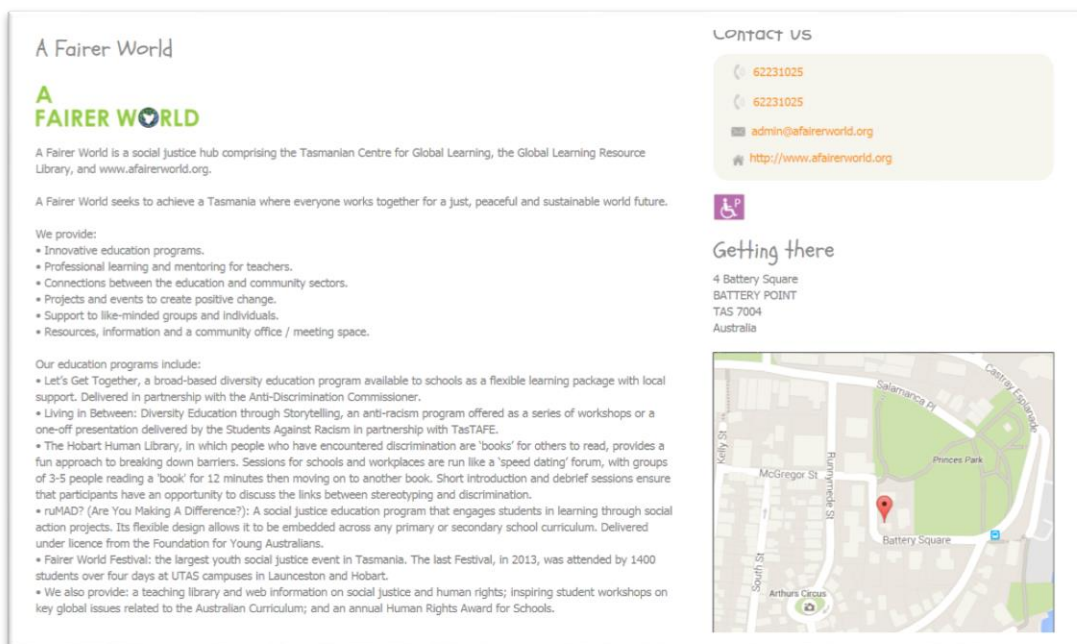 A Fairer World
A
FAIRER WORLD
A Fairer World is a social justice hub comprising the Tasmanian Centre for Global Learning, the Global Learning Resource
Library, and www.afairerworld.org.
A Fairer World seeks to achieve a Tasmania where everyone works together for a just, peaceful and sustainable world future.
We provide:
• Innovative education programs.
• Professional learning and mentoring for teachers.
• Connections between the education and community sectors.
• Projects and events to create positive change.
• Support to like-minded groups and individuals.
• Resources, information and a community office / meeting space.
Our education programs include:
• Let's Get Together, a broad-based diversity education program available to schools as a flexible learning package with local
support. Delivered in partnership with the Anti-Discrimination Commissioner.
• Living in Between: Diversity Education through Storytelling, an anti-racism program offered as a series of workshops or a
one-off presentation delivered by the Students Against Racism in partnership with TasTAFE.
• The Hobart Human Library, in which people who have encountered discrimination are 'books' for others to read, provides a
fun approach to breaking down barriers. Sessions for schools and workplaces are run like a 'speed dating' forum, with groups
of 3-5 people reading a 'book' for 12 minutes then moving on to another book. Short introduction and debrief sessions ensure
that participants have an opportunity to discuss the links between stereotyping and discrimination.
• ruMAD? (Are You Making A Difference?): A social justice education program that engages students in learning through social
action projects. Its flexible design allows it to be embedded across any primary or secondary school curriculum. Delivered
under licence from the Foundation for Young Australians.
• Fairer World Festival: the largest youth social justice event in Tasmania. The last Festival, in 2013, was attended by 1400
students over four days at UTAS campuses in Launceston and Hobart.
• We also provide: a teaching library and web information on social justice and human rights; inspiring student workshops on
key global issues related to the Australian Curriculum; and an annual Human Rights Award for Schools.
Contact us
62231025
62231025
admin@afairerworld.org
http://www.afairerworld.org
P
Getting there
4 Battery Square
BATTERY POINT
TAS 7004
Australia
Salamanca Pl
Castray Esplanade
Kelly St
Runnymede St
Princes Park
McGregor St
Battery Square
South St
Arthurs Circus